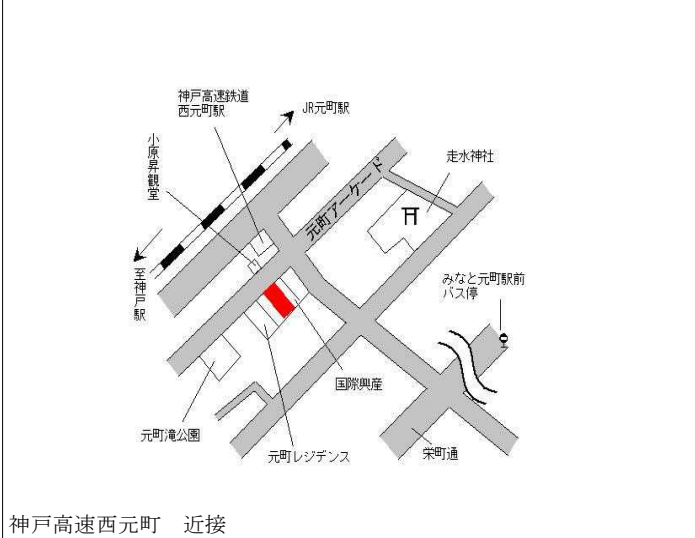 神戸高速鉄道
西元町駅
JR元町駅
小原昇観堂
元町アーケード
走水神社
至神戸駅
みなと元町駅前
バス停
国際興産
元町滝公園
元町レジデンス
栄町通
神戸高速西元町　近接